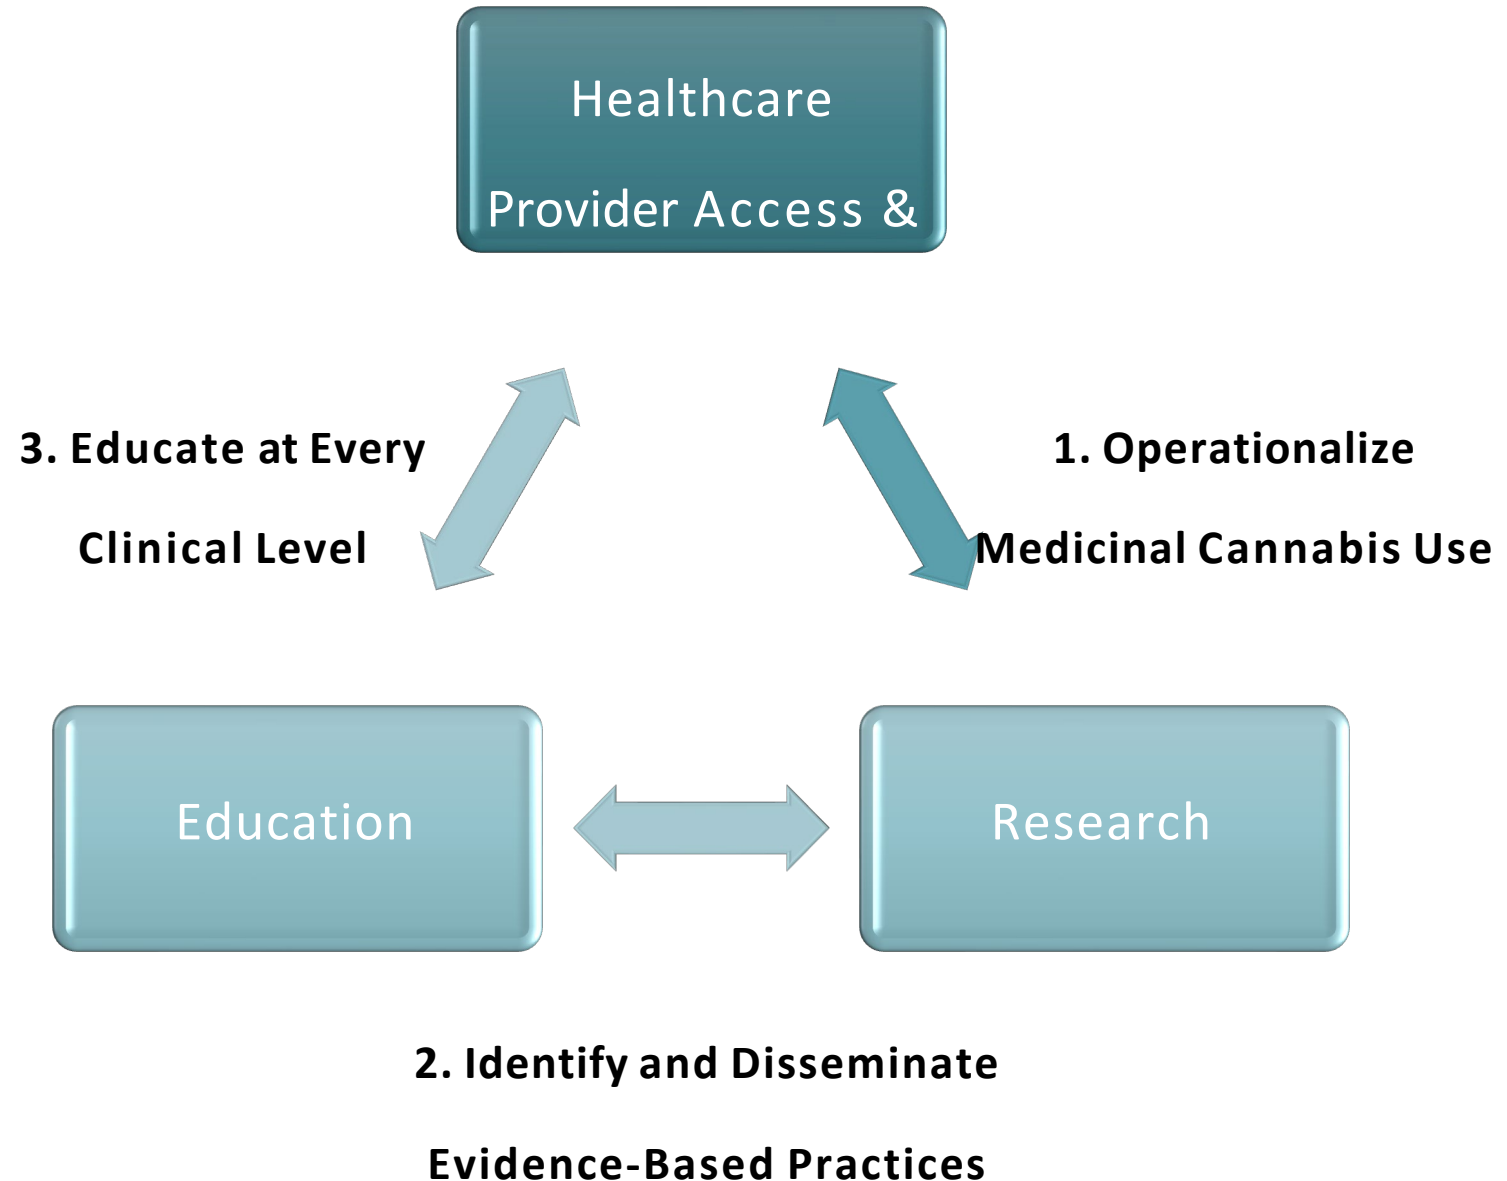 Healthcare
Provider Access &
3. Educate at Every
Clinical Level
1. Operationalize
Medicinal Cannabis Use
Education
Research
2. Identify and Disseminate
Evidence-Based Practices